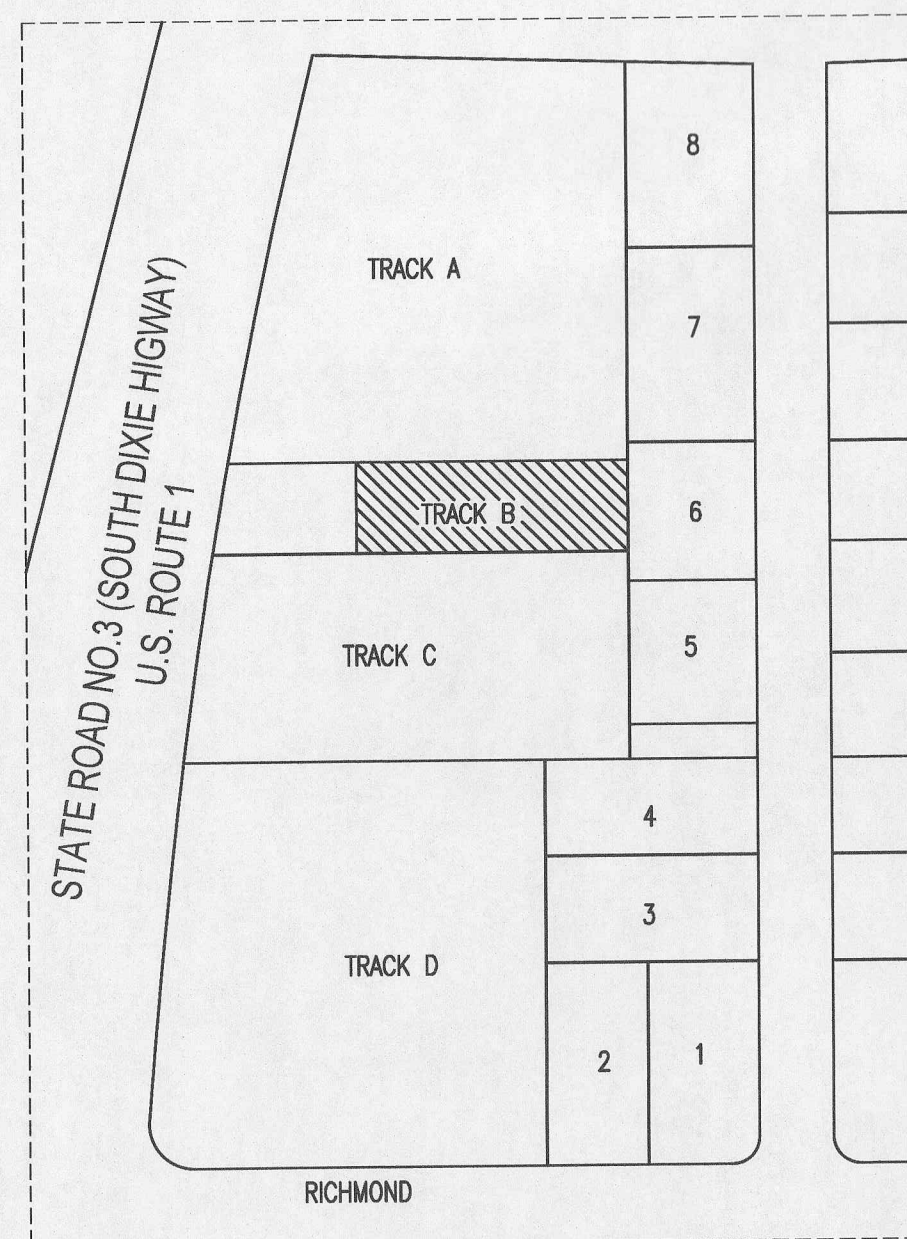 8
TRACK A
7
STATE ROAD NO.3 (SOUTH DIXIE HIGWAY)
U.S. ROUTE 1
TRACK B
6
5
TRACK C
4
3
TRACK D
2
1
RICHMOND